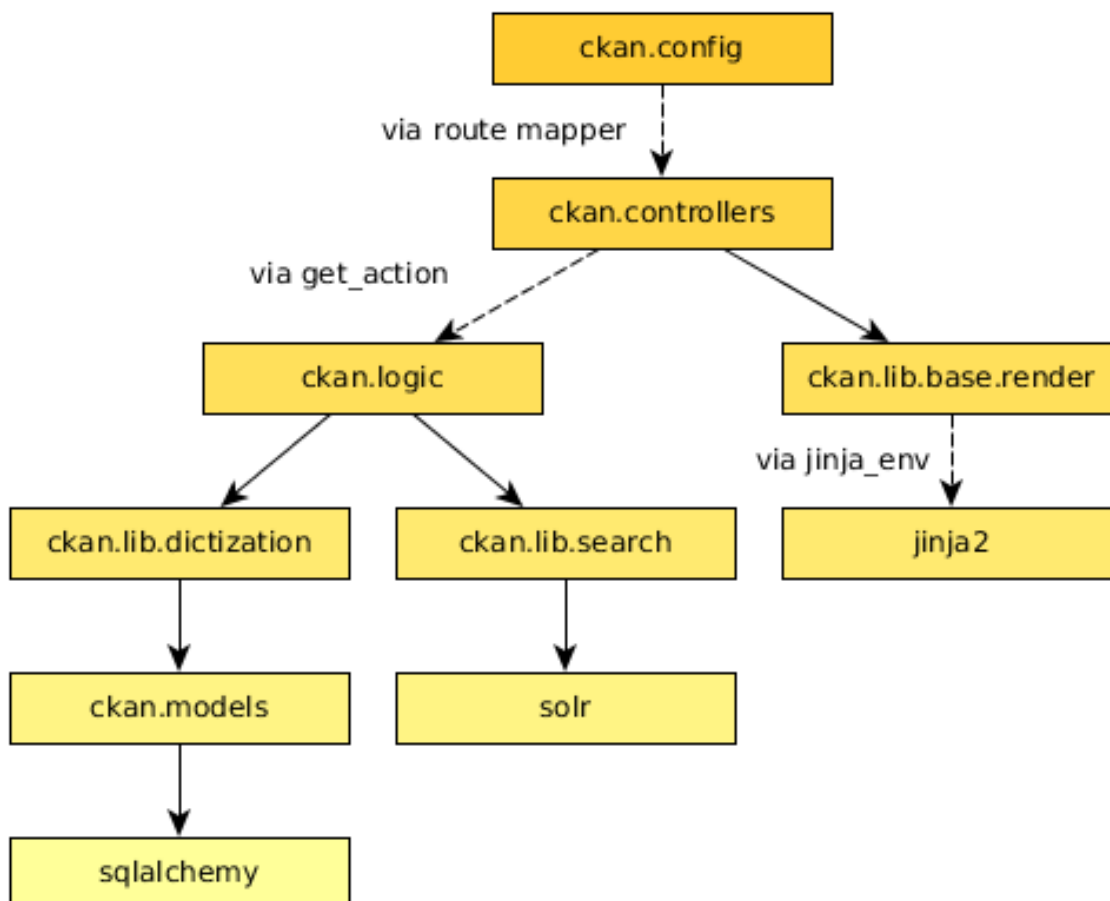 ckan.config
via route mapper
ckan.controllers
via get_action
ckan.logic
ckan.lib.base.render
via jinja_env
ckan.lib.dictization
ckan.lib.search
jinja2
ckan.models
solr
sqlalchemy